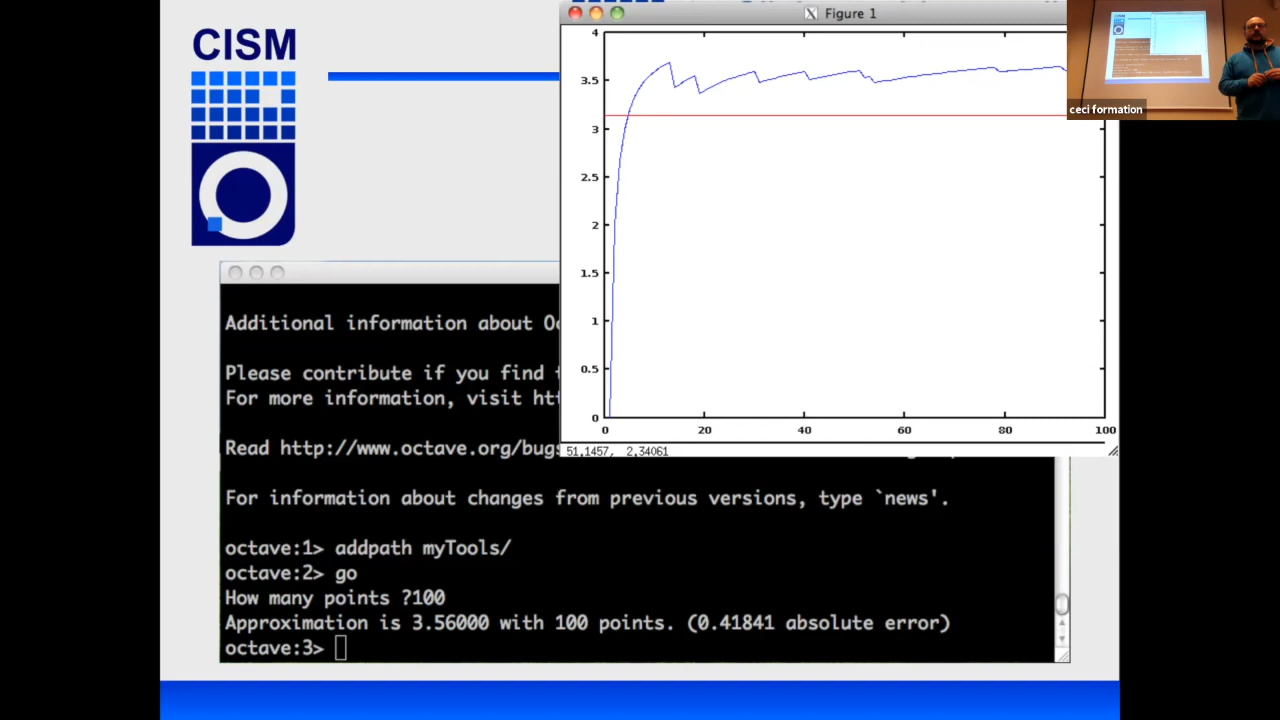 CISM
Figure 1
ceci formation
4
3.5
3
2.5
2
1.5
1
0.5
0
0
20
40
60
80
100
51.1457, 2.34061
Additional information about Oc
Please contribute if you find
For more information, visit htt
Read http://www.octave.org/bugs
For information about changes from previous versions, type `news'.
octave:1> addpath myTools/
octave:2> go
How many points ?100
Approximation is 3.56000 with 100 points. (0.41841 absolute error)
octave:3>